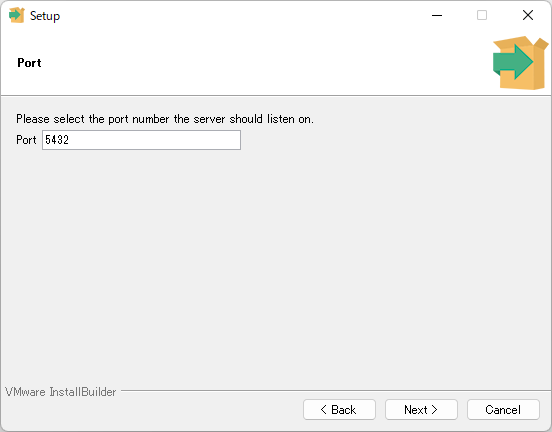 Setup
Port
Please select the port number the server should listen on.
Port 5432
VMware InstallBuilder
< Back Next > Cancel